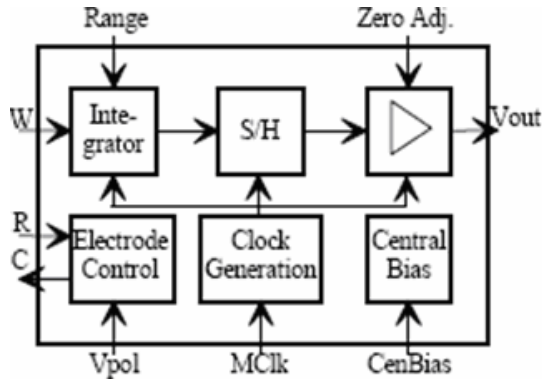 Range Zero Adj.
W Inte-
grator S/H Vout
R Electrode
Control Clock
Generation Central
Bias
C
Vpol MClk CenBias